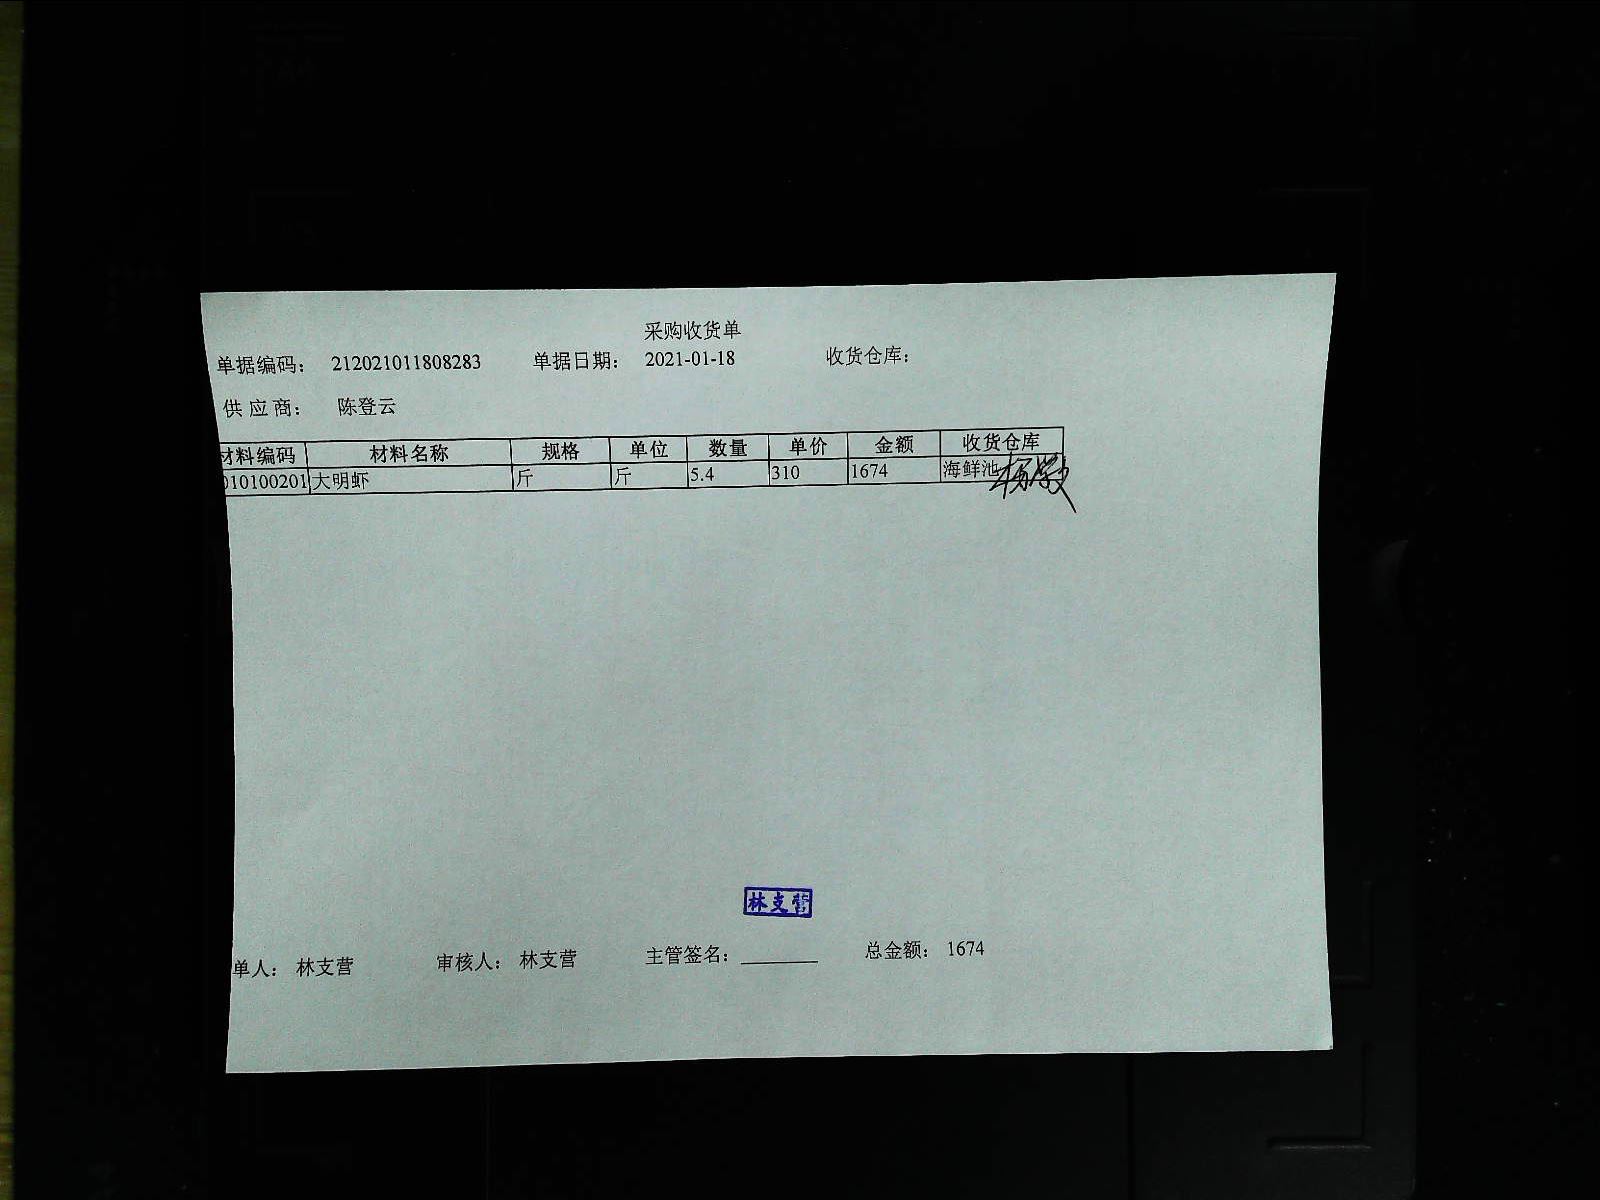 采购收货单
单据编码： 212021011808283 单据日期： 2021-01-18 收货仓库：
供应商： 陈登云
材料编码 材料名称 规格 单位 数量 单价 金额 收货仓库
010100201 大明虾 斤 斤 5.4 310 1674 海鲜池
林支营
单人： 林支营 审核人： 林支营 主管签名：________ 总金额： 1674